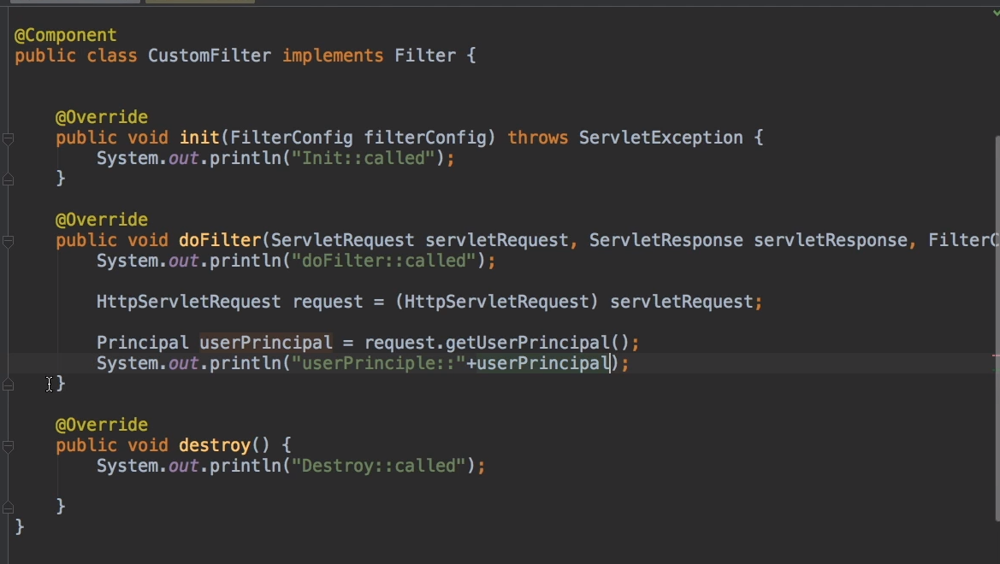 @Component
public class CustomFilter implements Filter {
@Override
public void init(FilterConfig filterConfig) throws ServletException {
System.out.println("Init::called");
}
@Override
public void doFilter(ServletRequest servletRequest, ServletResponse servletResponse, FilterC
System.out.println("doFilter::called");
HttpServletRequest request = (HttpServletRequest) servletRequest;
Principal userPrincipal = request.getUserPrincipal();
System.out.println("userPrinciple::"+userPrincipal);
}
@Override
public void destroy() {
System.out.println("Destroy::called");
}
}